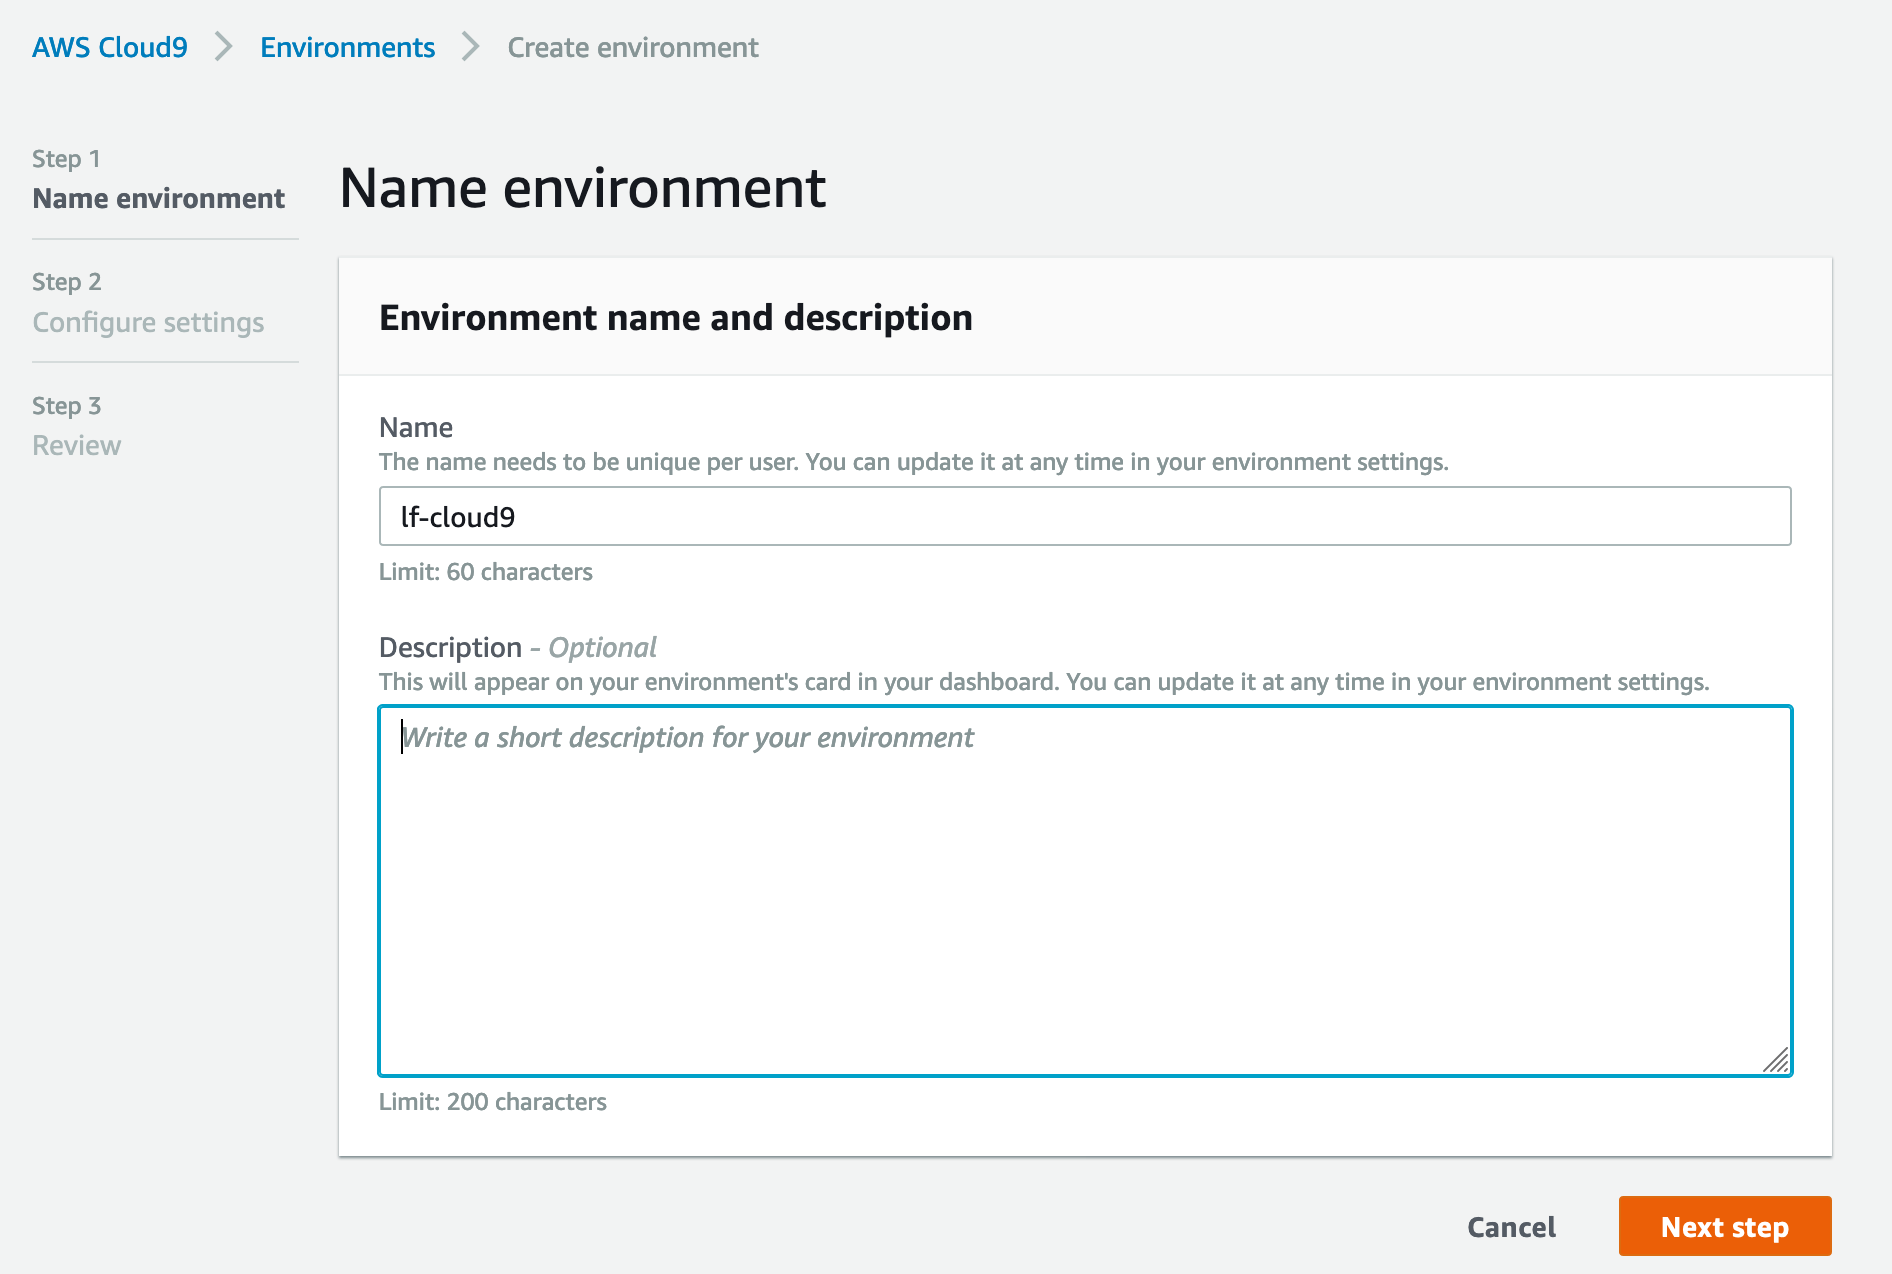 AWS Cloud9 > Environments > Create environment
Step 1
Name environment
Step 2
Configure settings
Step 3
Review
Name environment
Environment name and description
Name
The name needs to be unique per user. You can update it at any time in your environment settings.
lf-cloud9
Limit: 60 characters
Description - Optional
This will appear on your environment's card in your dashboard. You can update it at any time in your environment settings.
Write a short description for your environment
Limit: 200 characters
Cancel
Next step